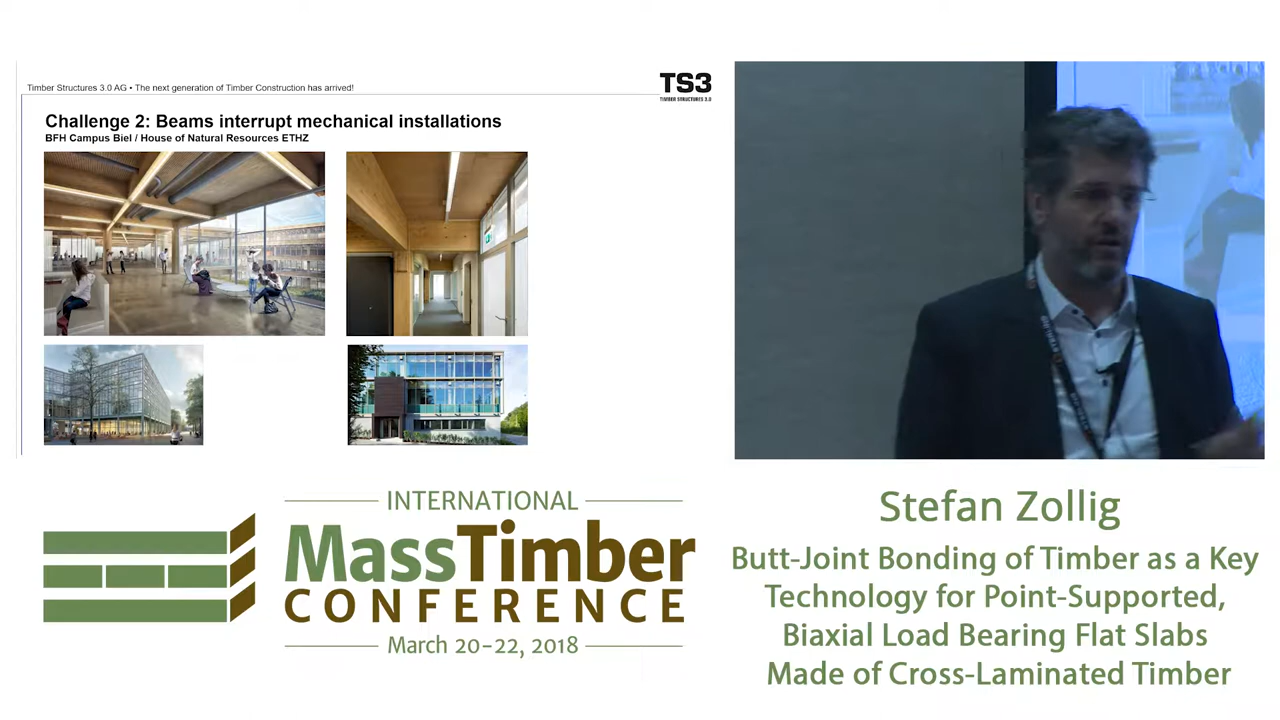 Timber Structures 3.0 AG • The next generation of Timber Construction has arrived!
TS3
TIMBER STRUCTURES 3.0
Challenge 2: Beams interrupt mechanical installations
BFH Campus Biel / House of Natural Resources ETHZ
INTERNATIONAL
MassTimber
CONFERENCE
March 20–22, 2018
Stefan Zollig
Butt-Joint Bonding of Timber as a Key
Technology for Point-Supported,
Biaxial Load Bearing Flat Slabs
Made of Cross-Laminated Timber